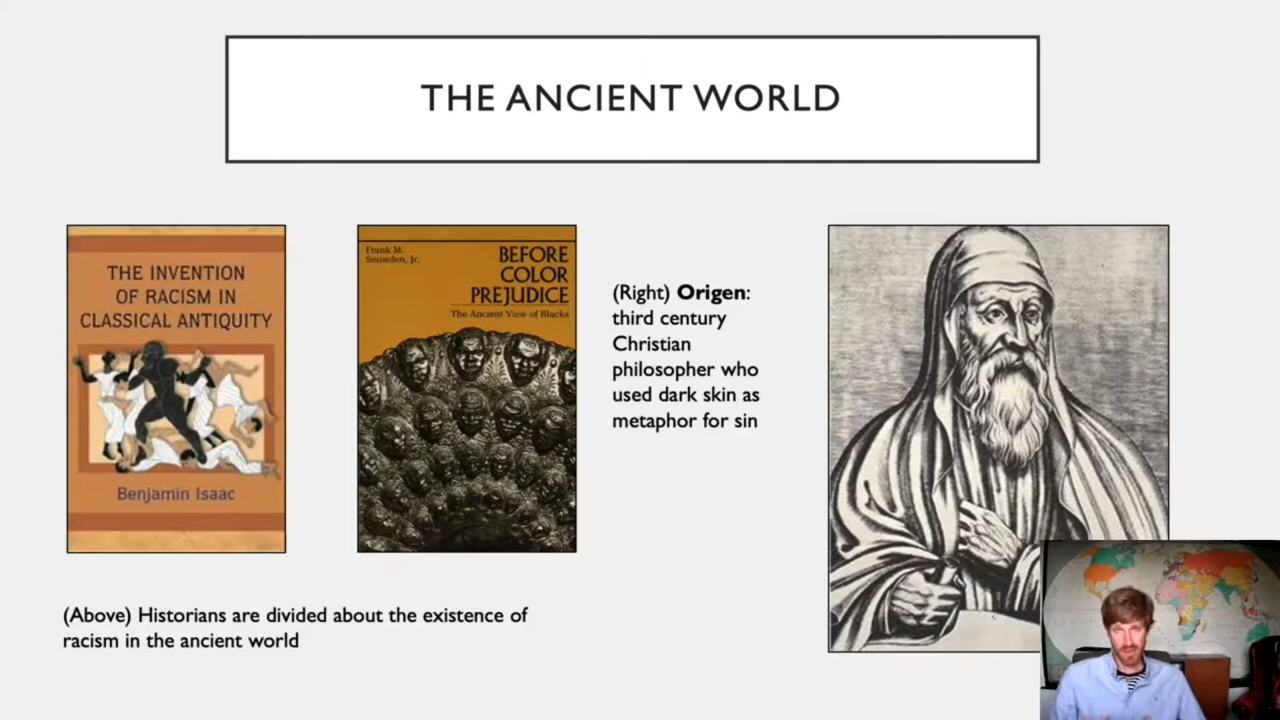 THE ANCIENT WORLD
THE INVENTION
OF RACISM IN
CLASSICAL ANTIQUITY
Benjamin Isaac
Frank M.
Snowden, Jr.
BEFORE
COLOR
PREJUDICE
The Ancient View of Blacks
(Right) Origen:
third century
Christian
philosopher who
used dark skin as
metaphor for sin
(Above) Historians are divided about the existence of
racism in the ancient world